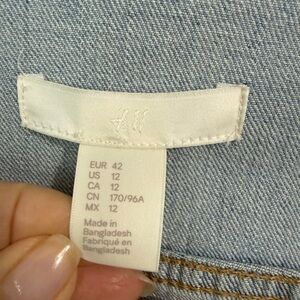 H&M
EUR 42
US 12
CA 12
CN 170/96A
MX 12
Made in
Bangladesh
Fabriqué en
Bangladesh